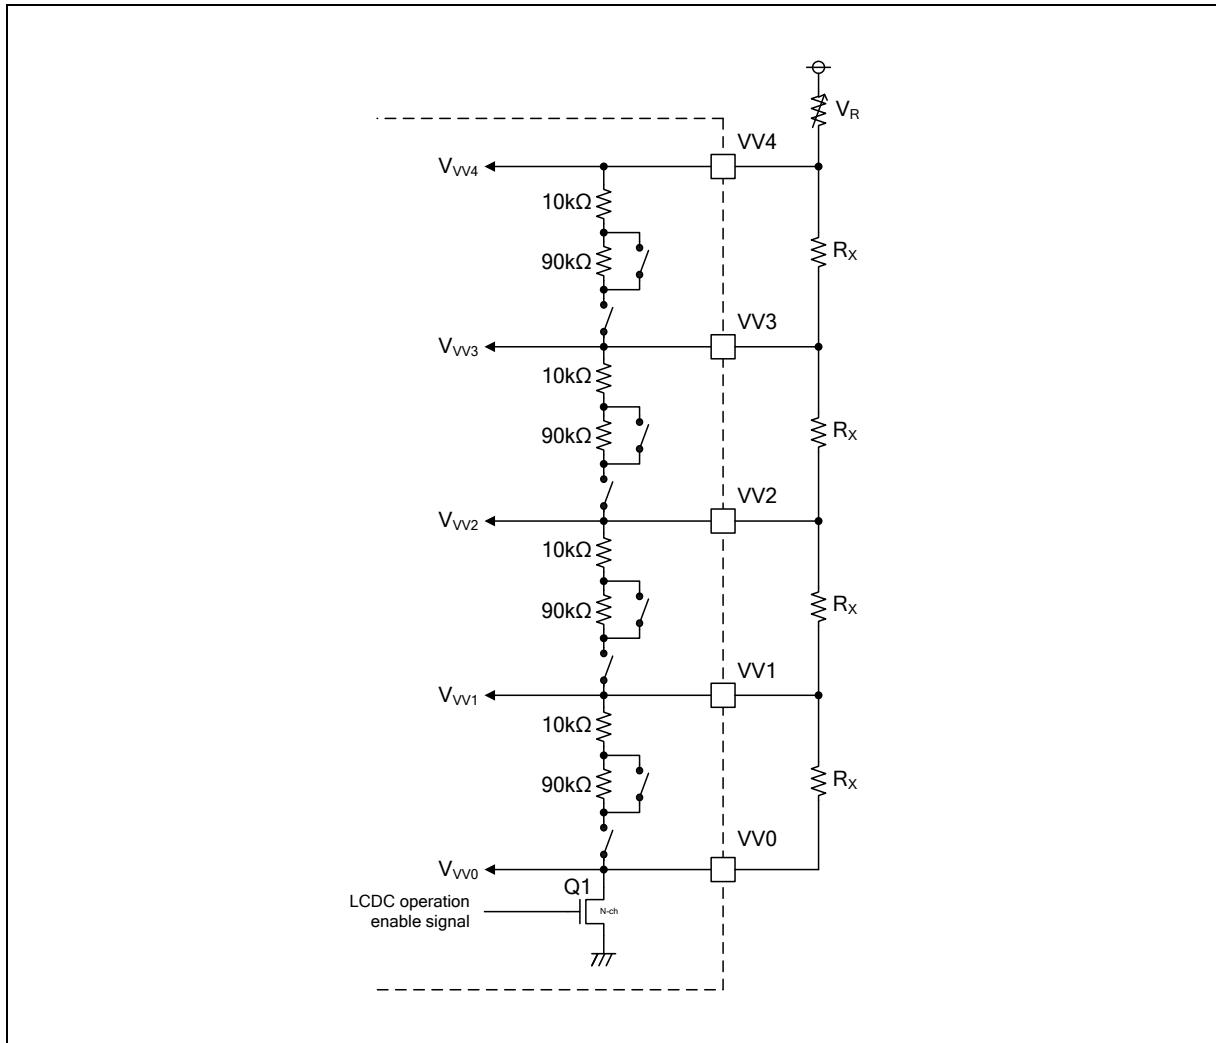 VR
VV4
VVV4
10kΩ
90kΩ
RX
VV3
VVV3
10kΩ
90kΩ
RX
VV2
VVV2
10kΩ
90kΩ
RX
VV1
VVV1
10kΩ
90kΩ
RX
VV0
VVV0
Q1
LCDC operation
enable signal
N-ch